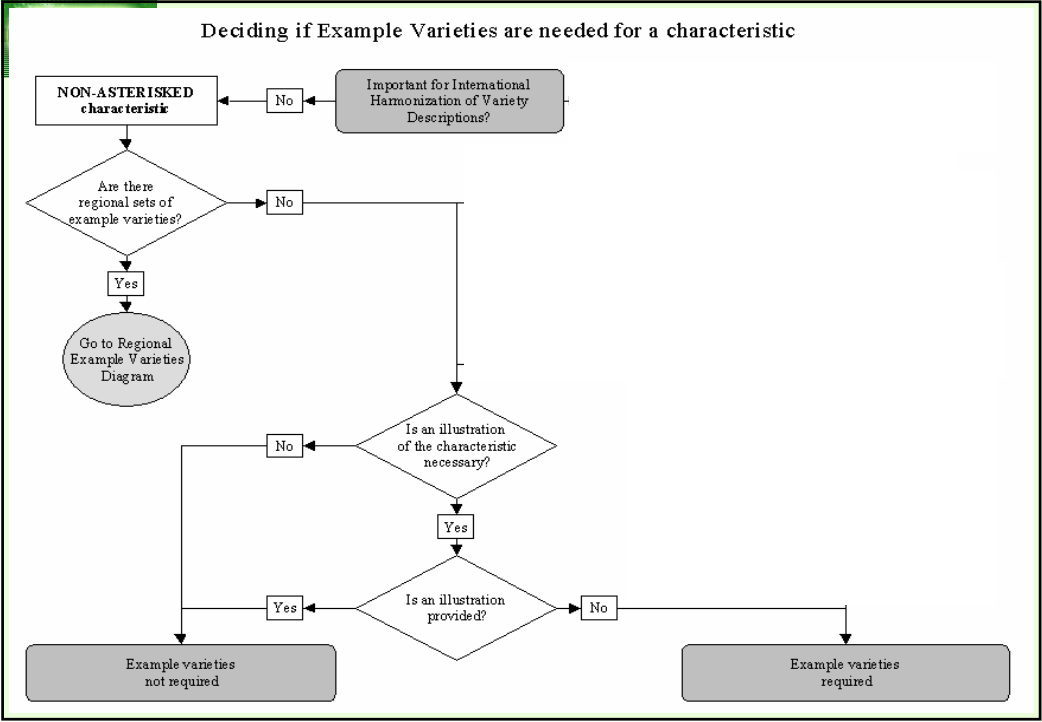 Deciding if Example Varieties are needed for a characteristic
NON-ASTERISKED
characteristic
No
Important for International
Harmonization of Variety
Descriptions?
Are there
regional sets of
example varieties?
No
Yes
Go to Regional
Example Varieties
Diagram
Is an illustration
of the characteristic
necessary?
No
Yes
Is an illustration
provided?
Yes
No
Example varieties
not required
Example varieties
required